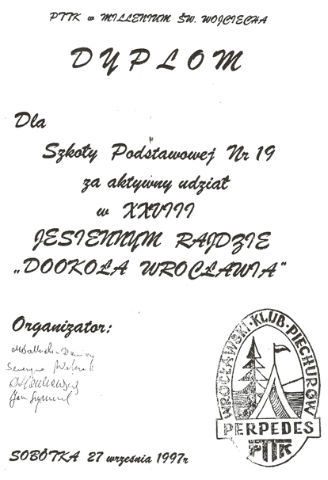 PTTK w MILLENIUM ŚW. WOJCIECHA
DYPLOM
Dla
Szkoły Podstawowej Nr 19
za aktywny udział
w XXVIII
JESIENNYM RAJDZIE
„DOOKOŁA WROCŁAWIA"
Organizator:
WROCŁAWSKI·KLUB·PIECHURÓW
PERPEDES
PTTK
SOBÓTKA 27 września 1997r